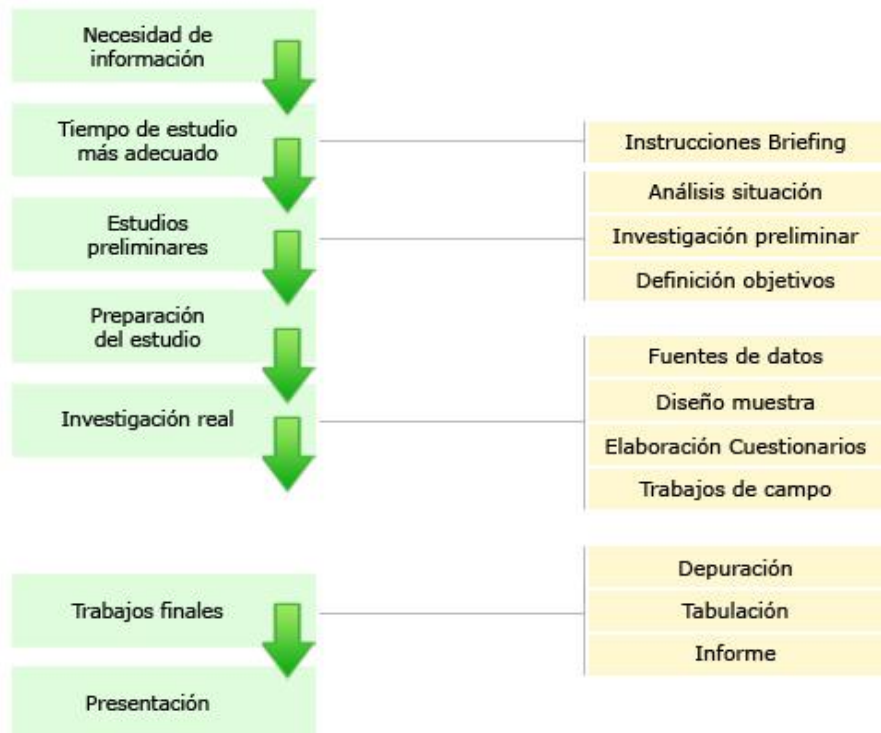 Necesidad de
información
Tiempo de estudio
más adecuado
Instrucciones Briefing
Estudios
preliminares
Análisis situación
Investigación preliminar
Definición objetivos
Preparación
del estudio
Investigación real
Fuentes de datos
Diseño muestra
Elaboración Cuestionarios
Trabajos de campo
Trabajos finales
Depuración
Tabulación
Informe
Presentación